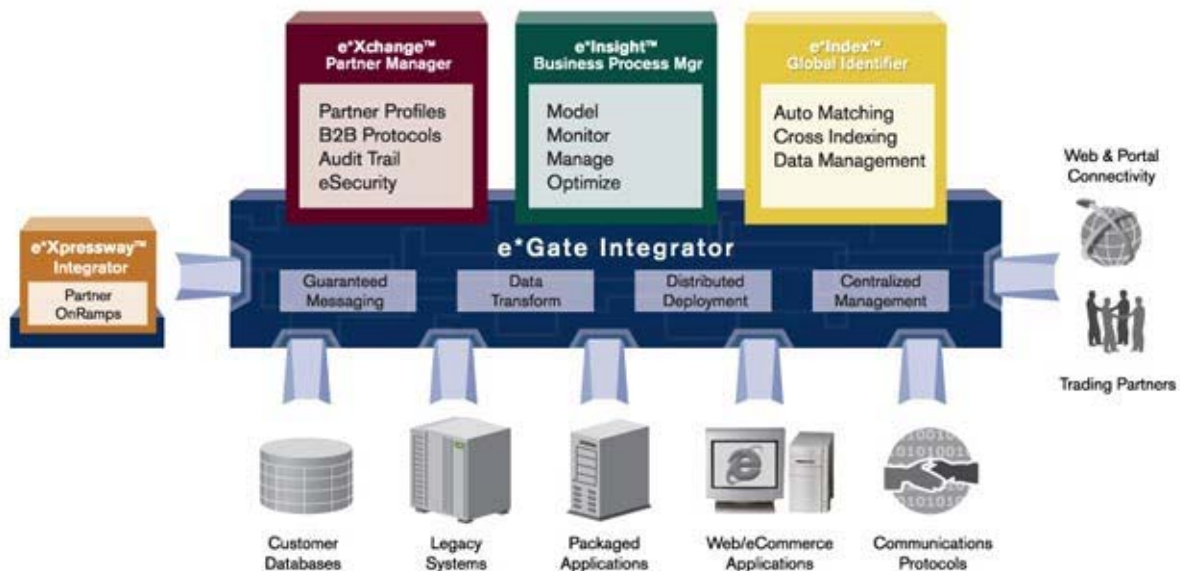 e*Xchange™
Partner Manager
Partner Profiles
B2B Protocols
Audit Trail
eSecurity
e*Insight™
Business Process Mgr
Model
Monitor
Manage
Optimize
e*Index™
Global Identifier
Auto Matching
Cross Indexing
Data Management
Web & Portal
Connectivity
e*Xpressway™
Integrator
Partner
OnRamps
e*Gate Integrator
Guaranteed
Messaging
Data
Transform
Distributed
Deployment
Centralized
Management
Trading Partners
Customer
Databases
Legacy
Systems
Packaged
Applications
Web/eCommerce
Applications
Communications
Protocols